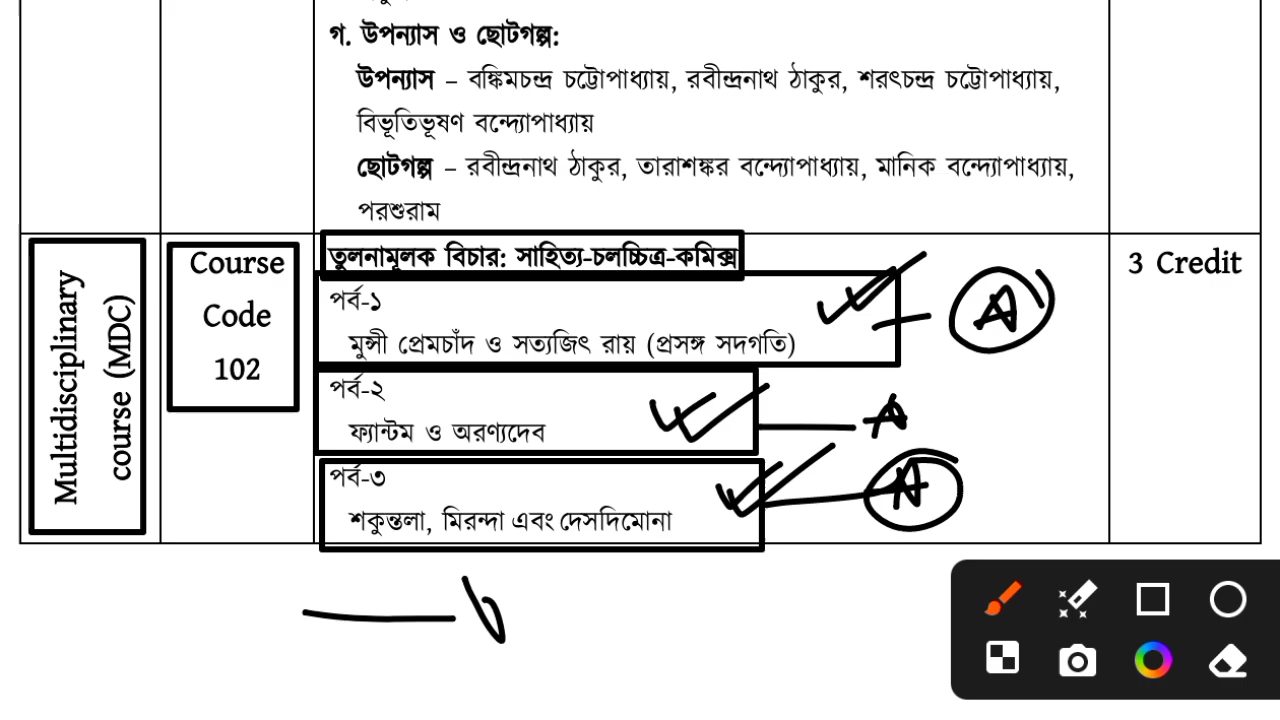 গ. উপন্যাস ও ছোটগল্প:
উপন্যাস – বঙ্কিমচন্দ্র চট্টোপাধ্যায়, রবীন্দ্রনাথ ঠাকুর, শরৎচন্দ্র চট্টোপাধ্যায়,
বিভূতিভূষণ বন্দ্যোপাধ্যায়
ছোটগল্প – রবীন্দ্রনাথ ঠাকুর, তারাশঙ্কর বন্দ্যোপাধ্যায়, মানিক বন্দ্যোপাধ্যায়,
পরশুরাম
Multidisciplinary
course (MDC)
Course
Code
102
তুলনামূলক বিচার: সাহিত্য-চলচ্চিত্র-কমিক্স
পর্ব-১
মুন্সী প্রেমচাঁদ ও সত্যজিৎ রায় (প্রসঙ্গ সদগতি)
পর্ব-২
ফ্যান্টম ও অরণ্যদেব
পর্ব-৩
শকুন্তলা, মিরন্দা এবং দেসদিমোনা
3 Credit